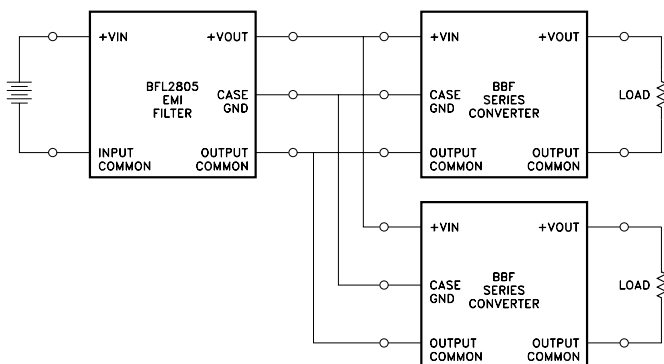 +VIN
+VOUT
BFL2805
EMI
FILTER
CASE
GND
INPUT
COMMON
OUTPUT
COMMON
+VIN
+VOUT
CASE
GND
BBF
SERIES
CONVERTER
LOAD
OUTPUT
COMMON
OUTPUT
COMMON
+VIN
+VOUT
CASE
GND
BBF
SERIES
CONVERTER
LOAD
OUTPUT
COMMON
OUTPUT
COMMON